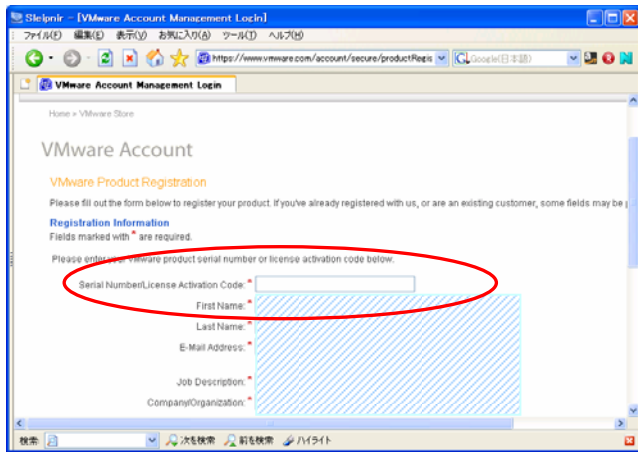 Sleipnir - [VMware Account Management Login]
ファイル(F) 編集(E) 表示(V) お気に入り(A) ツール(T) ヘルプ(H)
https://www.vmware.com/account/secure/productRegis Google(日本語)
VMware Account Management Login
Home » VMware Store
VMware Account
VMware Product Registration
Please fill out the form below to register your product. If you've already registered with us, or are an existing customer, some fields may be
Registration Information
Fields marked with * are required.
Please enter your VMware product serial number or license activation code below.
Serial Number/License Activation Code: *
First Name: *
Last Name: *
E-Mail Address: *
Job Description: *
Company/Organization: *
検索: 次を検索 前を検索 ハイライト